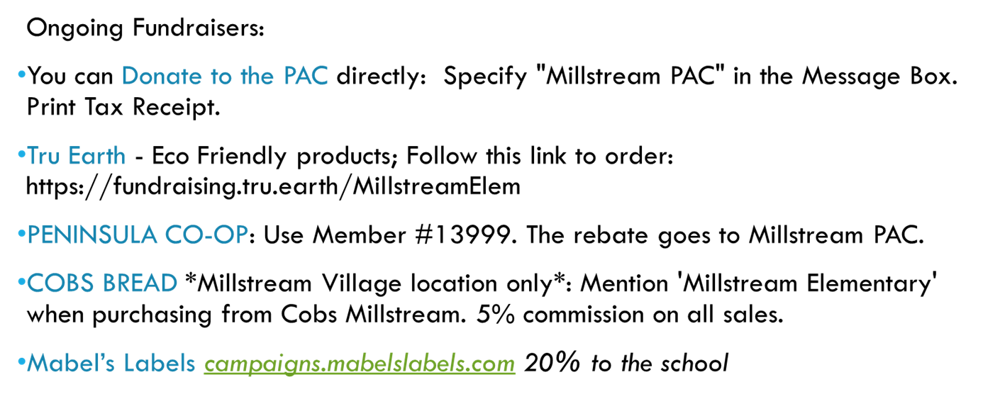 Ongoing Fundraisers:
•You can Donate to the PAC directly:  Specify "Millstream PAC" in the Message Box.
Print Tax Receipt.
•Tru Earth - Eco Friendly products; Follow this link to order:
https://fundraising.tru.earth/MillstreamElem
•PENINSULA CO-OP: Use Member #13999. The rebate goes to Millstream PAC.
•COBS BREAD *Millstream Village location only*: Mention 'Millstream Elementary'
when purchasing from Cobs Millstream. 5% commission on all sales.
•Mabel’s Labels campaigns.mabelslabels.com 20% to the school